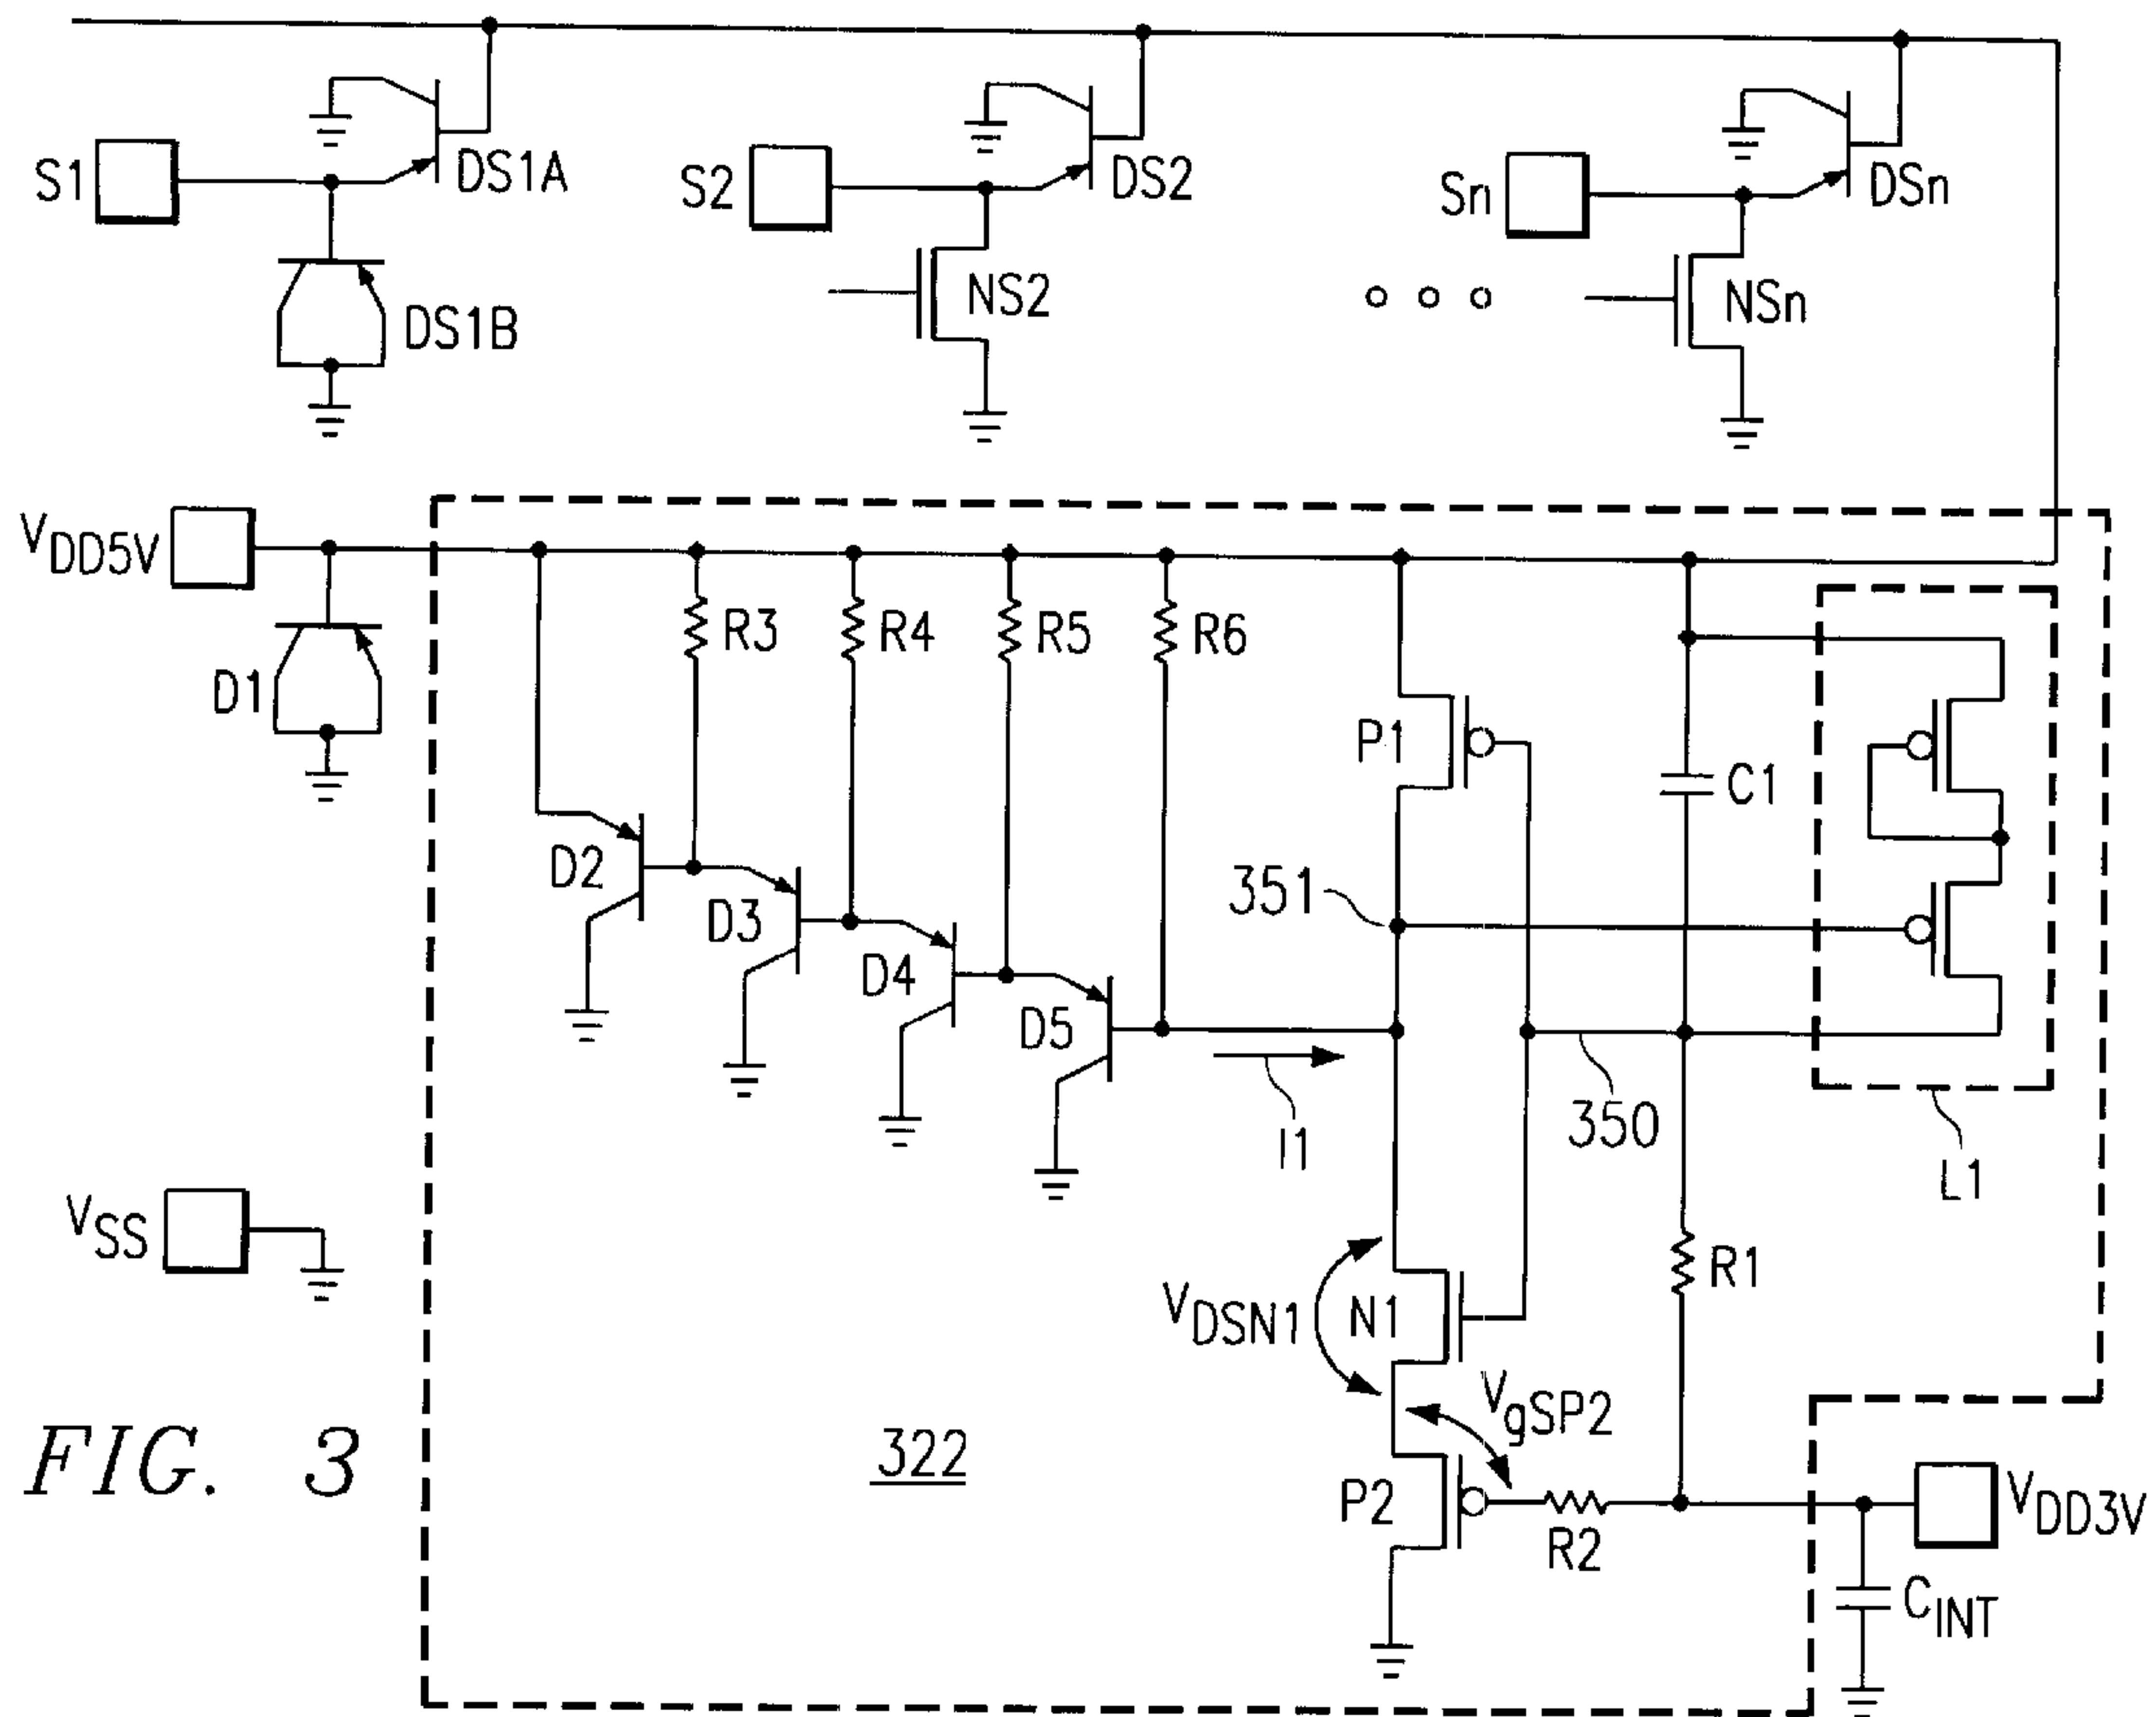 S1
DS1A
DS1B
S2
DS2
NS2
Sn
DSn
NSn
VDD5V
D1
R3
R4
R5
R6
P1
C1
D2
D3
D4
D5
351
I1
350
L1
VSS
VDSN1
N1
R1
VgSP2
P2
R2
VDD3V
CINT
322
FIG. 3